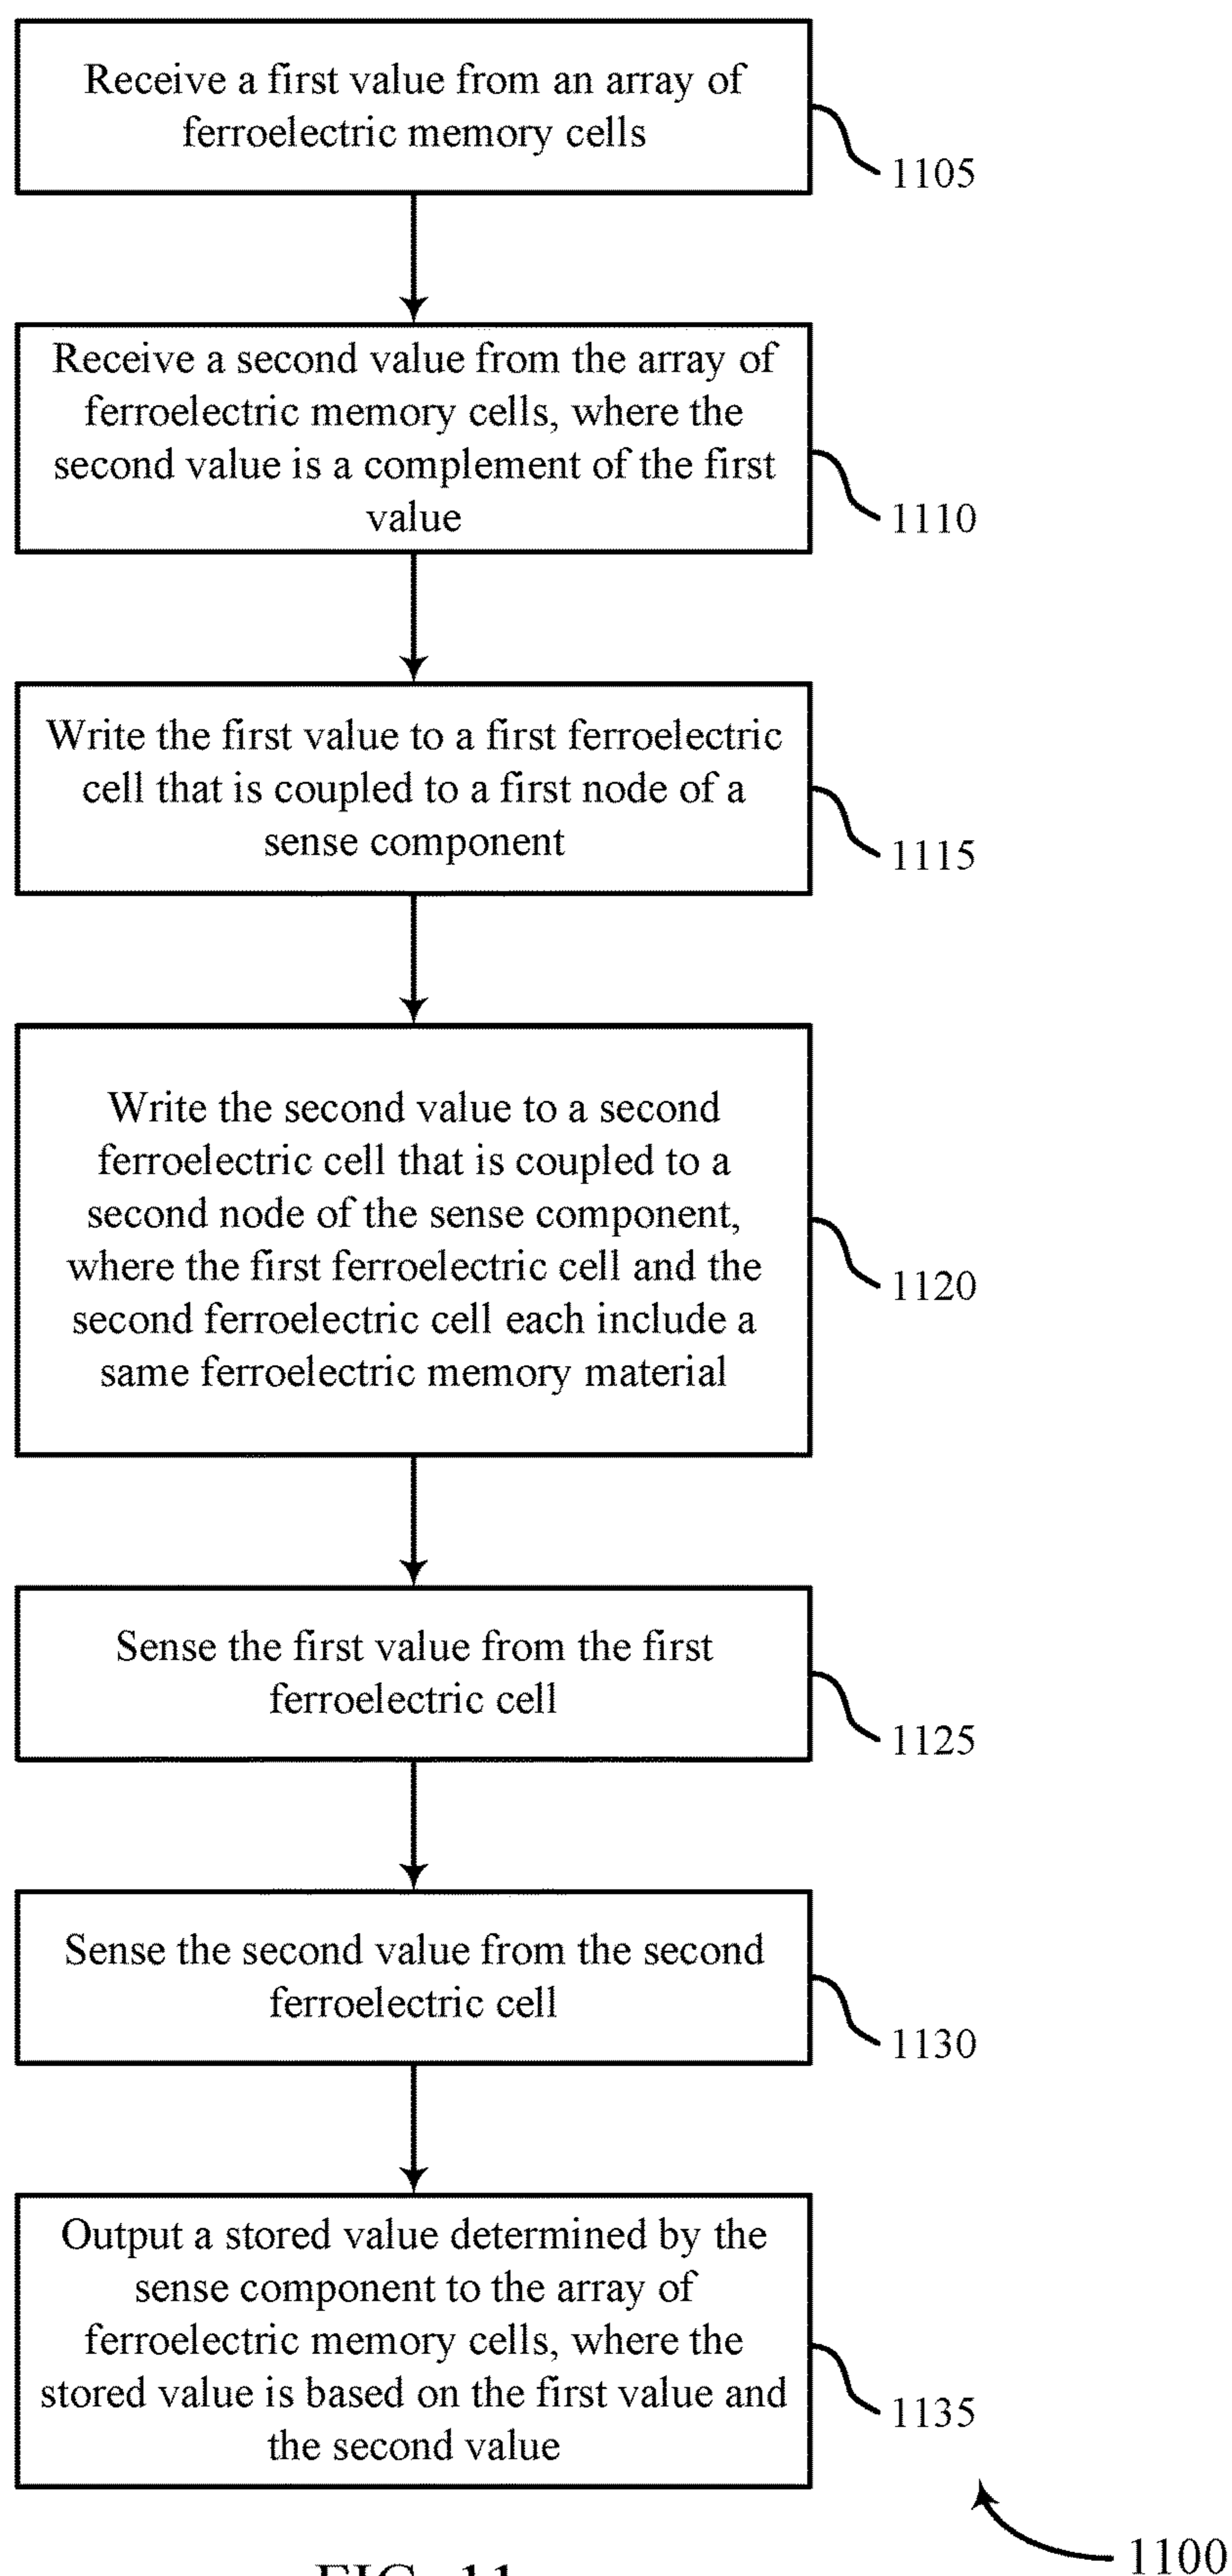 Receive a first value from an array of
ferroelectric memory cells
1105
Receive a second value from the array of
ferroelectric memory cells, where the
second value is a complement of the first
value
1110
Write the first value to a first ferroelectric
cell that is coupled to a first node of a
sense component
1115
Write the second value to a second
ferroelectric cell that is coupled to a
second node of the sense component,
where the first ferroelectric cell and the
second ferroelectric cell each include a
same ferroelectric memory material
1120
Sense the first value from the first
ferroelectric cell
1125
Sense the second value from the second
ferroelectric cell
1130
Output a stored value determined by the
sense component to the array of
ferroelectric memory cells, where the
stored value is based on the first value and
the second value
1135
1100
FIG. 11